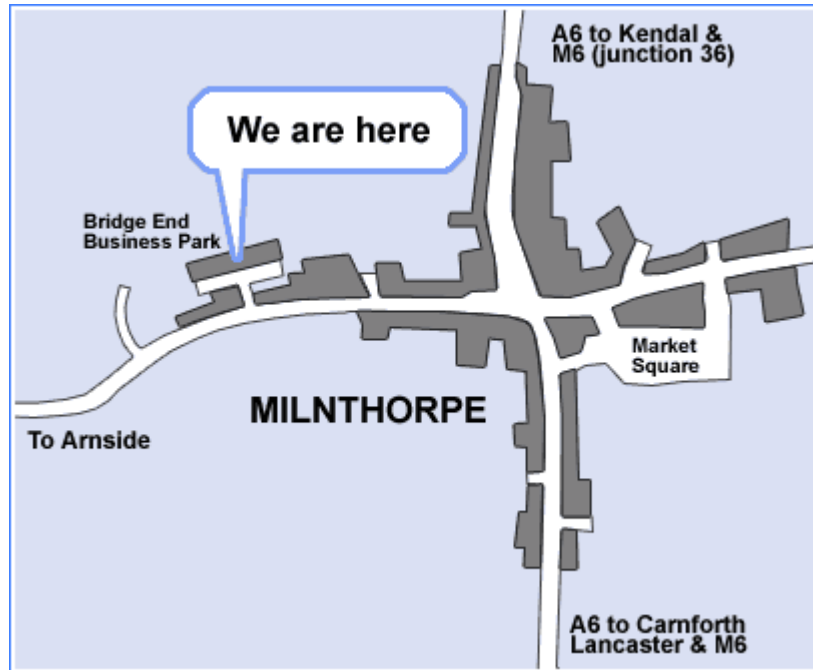 A6 to Kendal &
M6 (junction 36)
We are here
Bridge End
Business Park
Market
Square
MILNTHORPE
To Arnside
A6 to Carnforth
Lancaster & M6